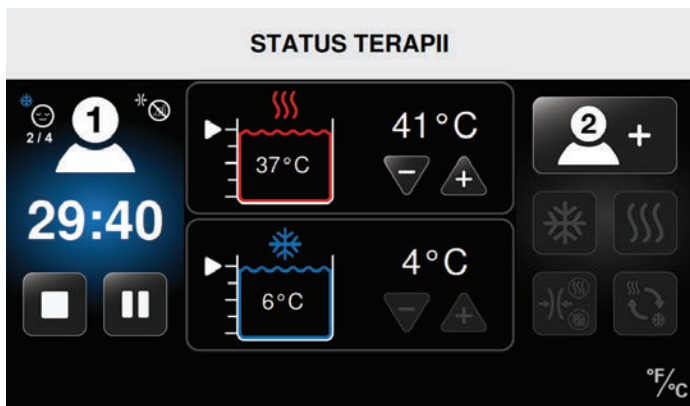 STATUS TERAPII
2/4
1
29:40
37°C
41°C
6°C
4°C
2 +
°F/°C